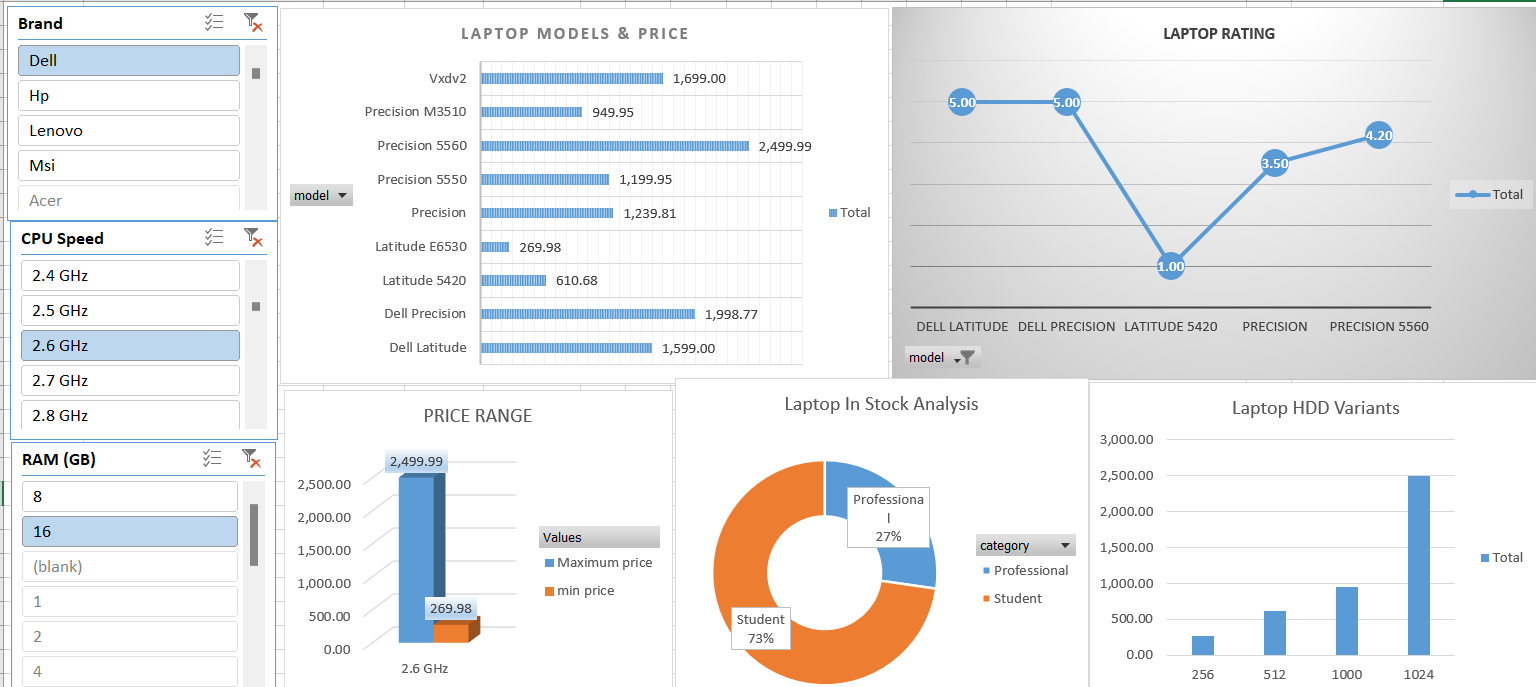 Brand
Dell
Hp
Lenovo
Msi
Acer
CPU Speed
2.4 GHz
2.5 GHz
2.6 GHz
2.7 GHz
2.8 GHz
RAM (GB)
8
16
(blank)
1
2
4
LAPTOP MODELS & PRICE
model
Vxdv2 1,699.00
Precision M3510 949.95
Precision 5560 2,499.99
Precision 5550 1,199.95
Precision 1,239.81
Latitude E6530 269.98
Latitude 5420 610.68
Dell Precision 1,998.77
Dell Latitude 1,599.00
Total
LAPTOP RATING
5.00 5.00 1.00 3.50 4.20
Total
DELL LATITUDE DELL PRECISION LATITUDE 5420 PRECISION PRECISION 5560
model
PRICE RANGE
2,499.99
269.98
2,500.00
2,000.00
1,500.00
1,000.00
500.00
0.00
2.6 GHz
Values
Maximum price
min price
Laptop In Stock Analysis
Professiona
l
27%
Student
73%
category
Professional
Student
Laptop HDD Variants
3,000.00
2,500.00
2,000.00
1,500.00
1,000.00
500.00
0.00
256 512 1000 1024
Total